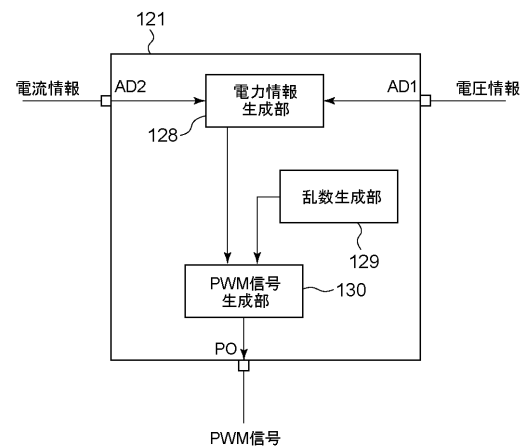 121
電流情報
AD2
電力情報
生成部
AD1
電圧情報
128
乱数生成部
129
PWM信号
生成部
130
PO
PWM信号